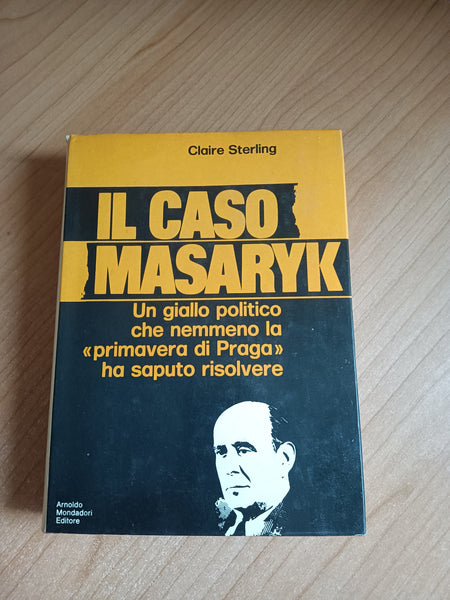 Claire Sterling
IL CASO
MASARYK
Un giallo politico
che nemmeno la
«primavera di Praga»
ha saputo risolvere
Arnoldo
Mondadori
Editore